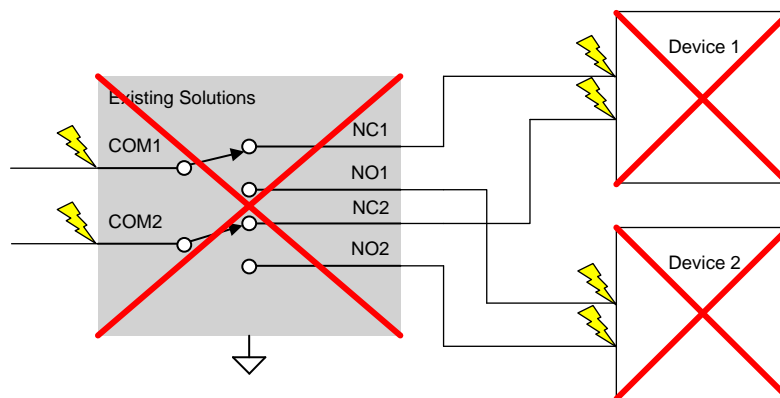 Device 1
Existing Solutions
COM1
NC1
NO1
COM2
NC2
NO2
Device 2